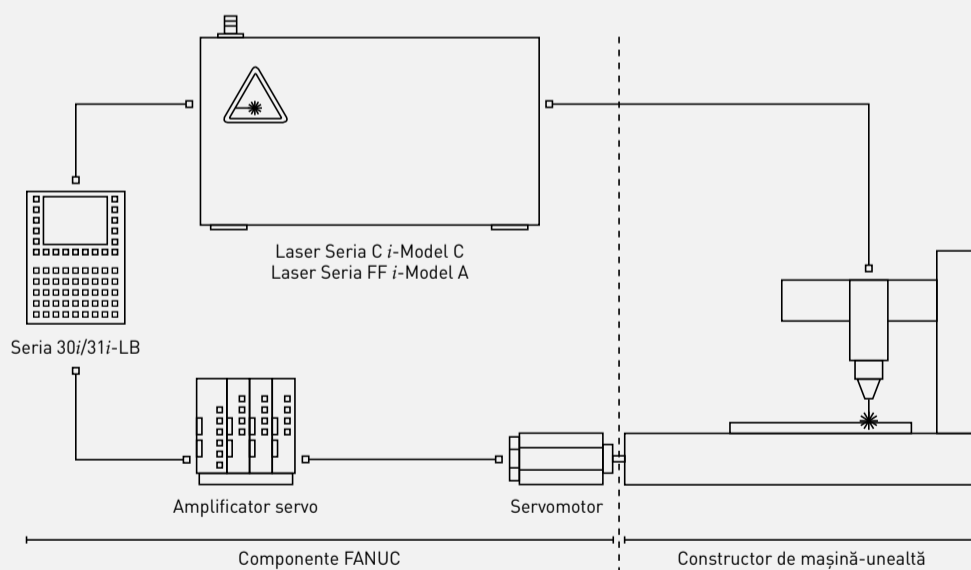 Laser Seria C i-Model C
Laser Seria FF i-Model A
Seria 30i/31i-LB
Amplificator servo
Servomotor
Componente FANUC
Constructor de mașină-unealtă